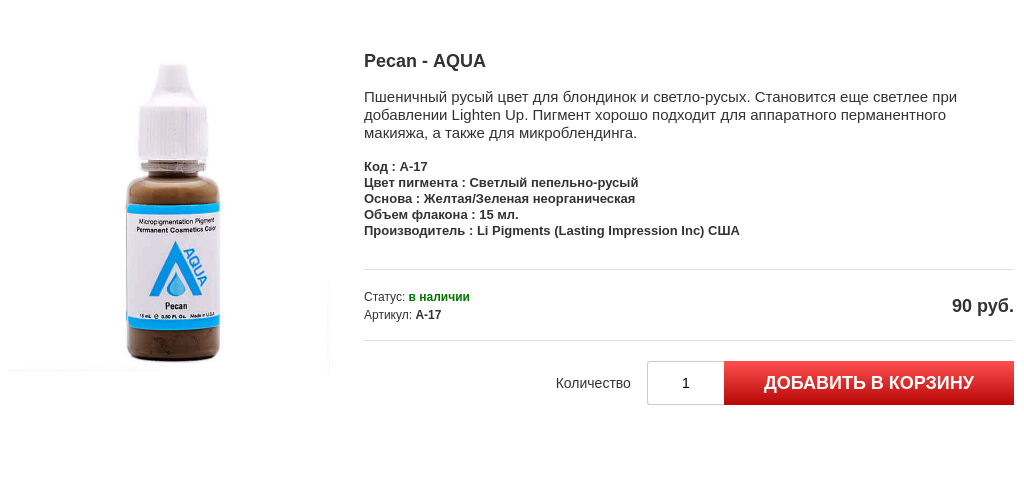 Pecan - AQUA
Пшеничный русый цвет для блондинок и светло-русых. Становится еще светлее при
добавлении Lighten Up. Пигмент хорошо подходит для аппаратного перманентного
макияжа, а также для микроблендинга.
Код : A-17
Цвет пигмента : Светлый пепельно-русый
Основа : Желтая/Зеленая неорганическая
Объем флакона : 15 мл.
Производитель : Li Pigments (Lasting Impression Inc) США
Micropigmentation Pigment
Permanent Cosmetics Color
AQUA
Pecan
15 mL ℮ 0.50 Fl. Oz. Made in U.S.A
Статус: в наличии
Артикул: A-17
90 руб.
Количество
1
ДОБАВИТЬ В КОРЗИНУ